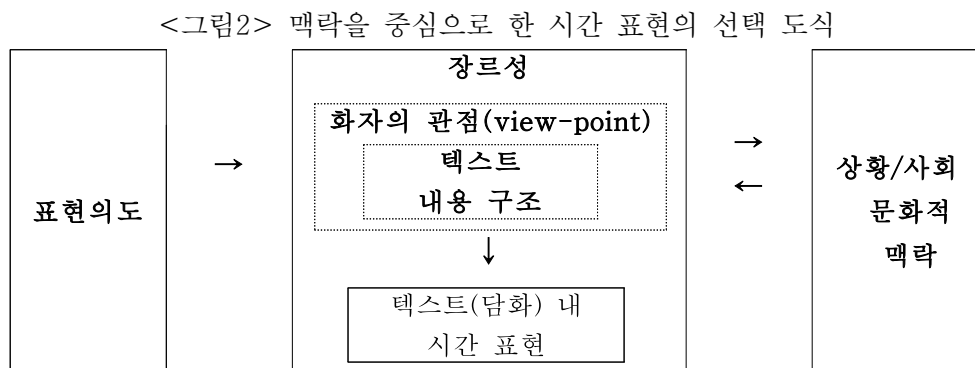 <그림2> 맥락을 중심으로 한 시간 표현의 선택 도식
표현의도
→
장르성
화자의 관점(view-point)
텍스트
내용 구조
↓
텍스트(담화) 내
시간 표현
→
←
상황/사회
문화적
맥락